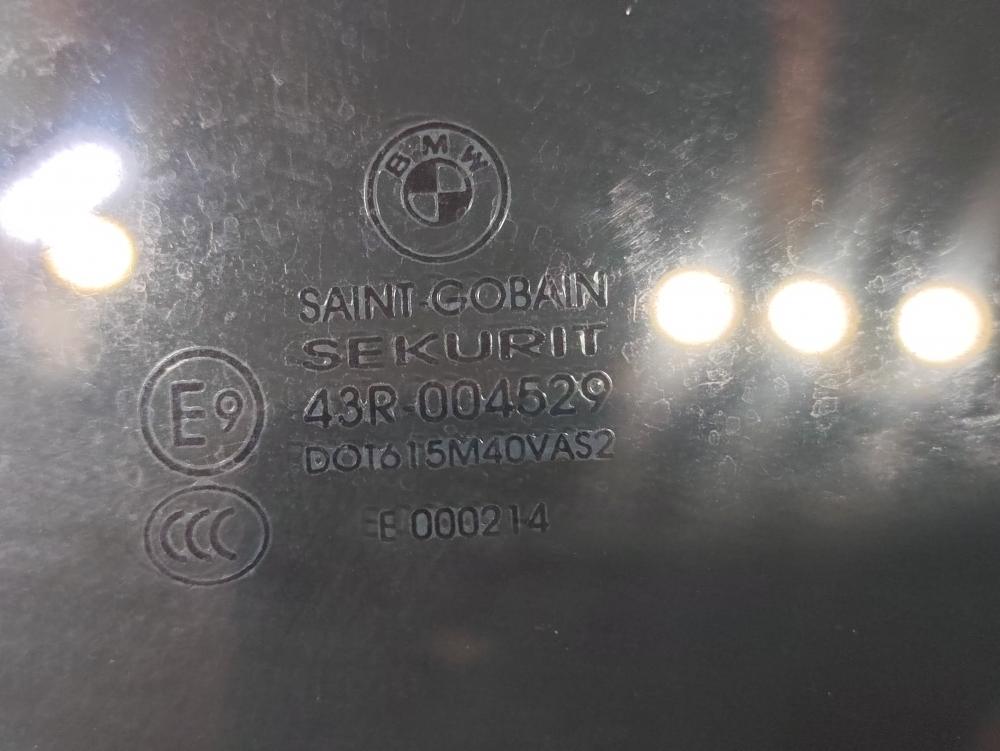 BMW
SAINT-GOBAIN
SEKURIT
E9
43R-004529
DOT615M40VAS2
CCC
E 000214